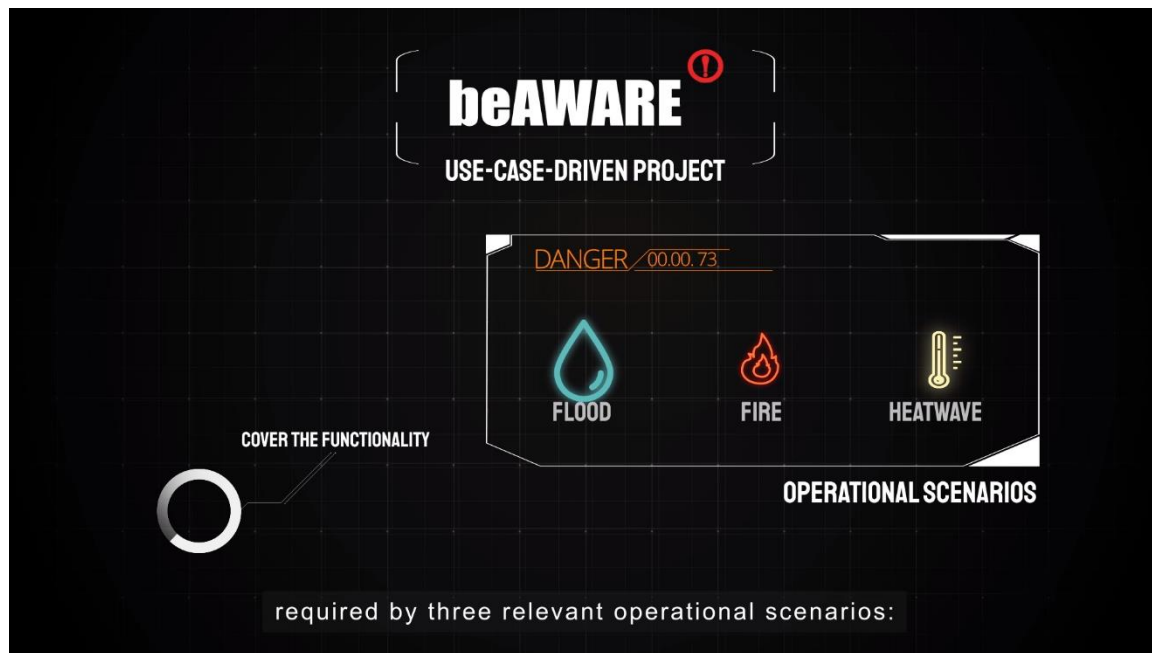 beAWARE
USE-CASE-DRIVEN PROJECT
DANGER 00.00. 73
FLOOD FIRE HEATWAVE
COVER THE FUNCTIONALITY
OPERATIONAL SCENARIOS
required by three relevant operational scenarios: